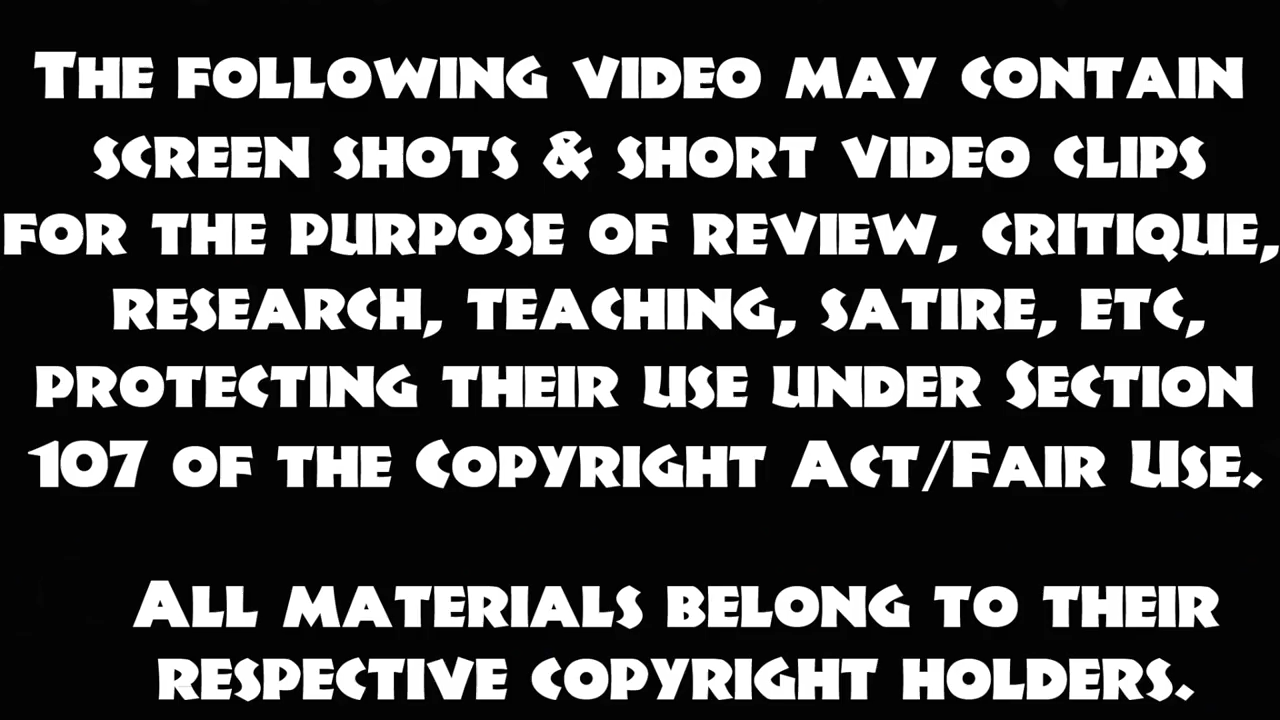 The following video may contain
screen shots & short video clips
for the purpose of review, critique,
research, teaching, satire, etc,
protecting their use under Section
107 of the Copyright Act/Fair Use.
All materials belong to their
respective copyright holders.